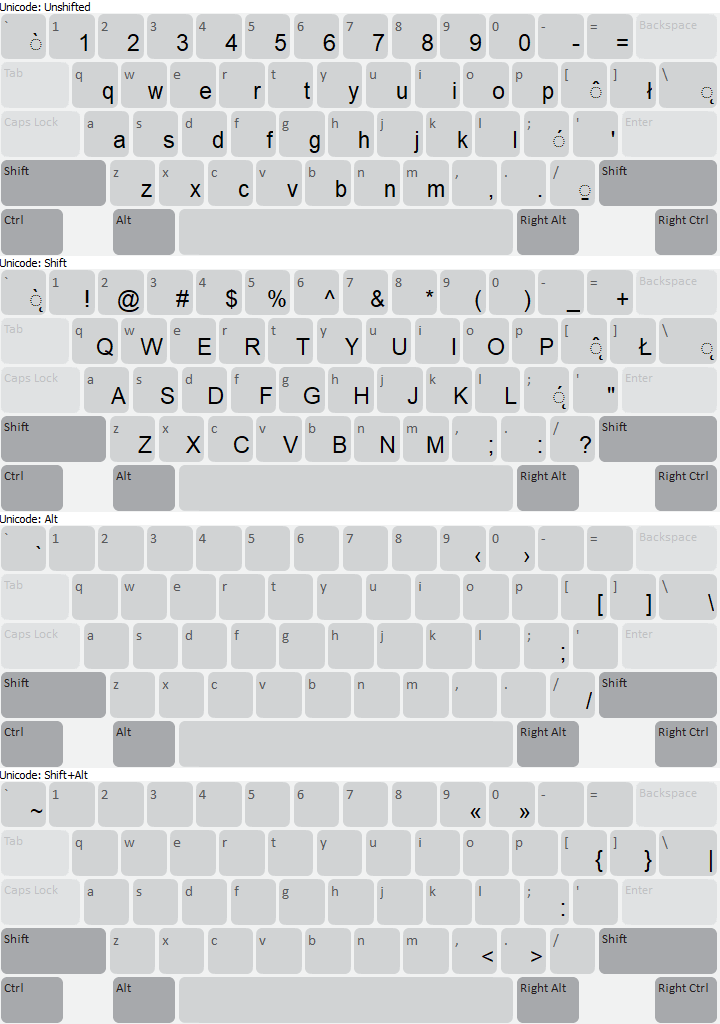 Unicode: Unshifted
` 1 2 3 4 5 6 7 8 9 0 - = Backspace
◌̀ 1 2 3 4 5 6 7 8 9 0 - =
Tab q w e r t y u i o p [ ] \
q w e r t y u i o p ◌̂ ł ◌̨
Caps Lock a s d f g h j k l ; ' Enter
a s d f g h j k l ◌́ '
Shift z x c v b n m , . / Shift
z x c v b n m , . ◌̱
Ctrl Alt Right Alt Right Ctrl
Unicode: Shift
` 1 2 3 4 5 6 7 8 9 0 - = Backspace
◌̨̀ ! @ # $ % ^ & * ( ) _ +
Tab q w e r t y u i o p [ ] \
Q W E R T Y U I O P ◌̨̂ Ł ◌̨
Caps Lock a s d f g h j k l ; ' Enter
A S D F G H J K L ◌̨́ "
Shift z x c v b n m , . / Shift
Z X C V B N M ; : ?
Ctrl Alt Right Alt Right Ctrl
Unicode: Alt
` 1 2 3 4 5 6 7 8 9 0 - = Backspace
` ‹ ›
Tab q w e r t y u i o p [ ] \
[ ] \
Caps Lock a s d f g h j k l ; ' Enter
;
Shift z x c v b n m , . / Shift
/
Ctrl Alt Right Alt Right Ctrl
Unicode: Shift+Alt
` 1 2 3 4 5 6 7 8 9 0 - = Backspace
~ « »
Tab q w e r t y u i o p [ ] \
{ } |
Caps Lock a s d f g h j k l ; ' Enter
:
Shift z x c v b n m , . / Shift
< >
Ctrl Alt Right Alt Right Ctrl